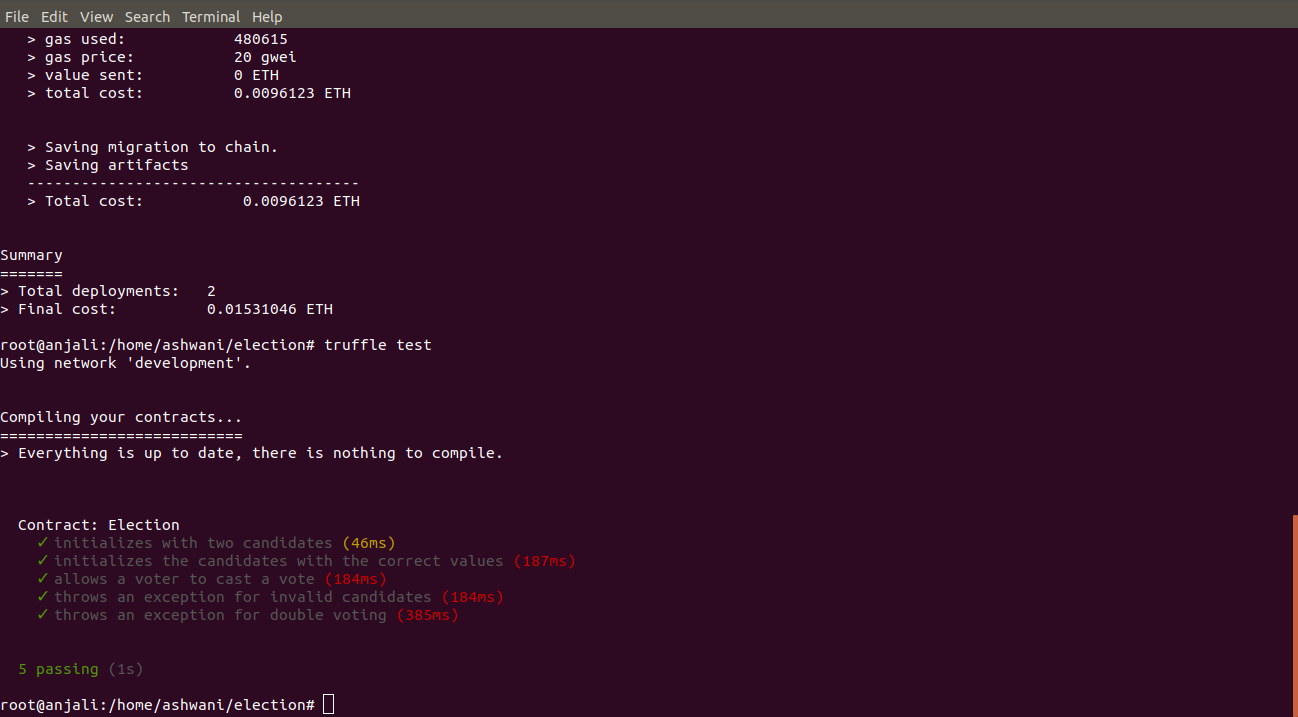 File Edit View Search Terminal Help
> gas used: 480615
> gas price: 20 gwei
> value sent: 0 ETH
> total cost: 0.0096123 ETH
> Saving migration to chain.
> Saving artifacts
-------------------------------------
> Total cost: 0.0096123 ETH
Summary
=======
> Total deployments: 2
> Final cost: 0.01531046 ETH
root@anjali:/home/ashwani/election# truffle test
Using network 'development'.
Compiling your contracts...
===========================
> Everything is up to date, there is nothing to compile.
Contract: Election
✓ initializes with two candidates (46ms)
✓ initializes the candidates with the correct values (187ms)
✓ allows a voter to cast a vote (184ms)
✓ throws an exception for invalid candidates (184ms)
✓ throws an exception for double voting (385ms)
5 passing (1s)
root@anjali:/home/ashwani/election#